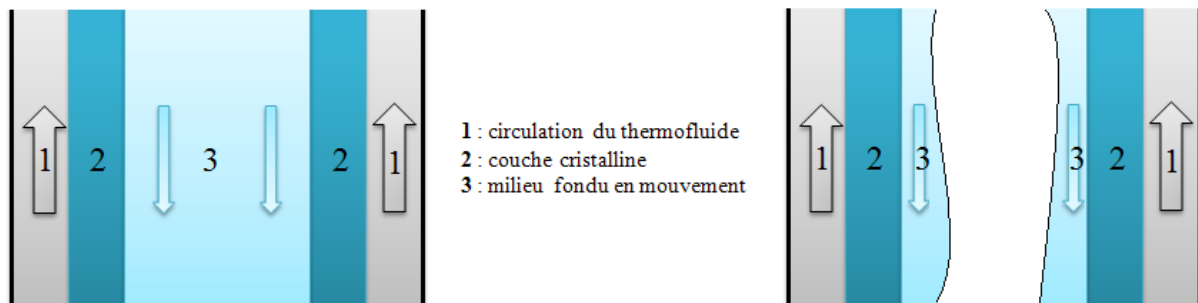 1 2 3 2 1
1 : circulation du thermofluide
2 : couche cristalline
3 : milieu fondu en mouvement
1 2 3 3 2 1